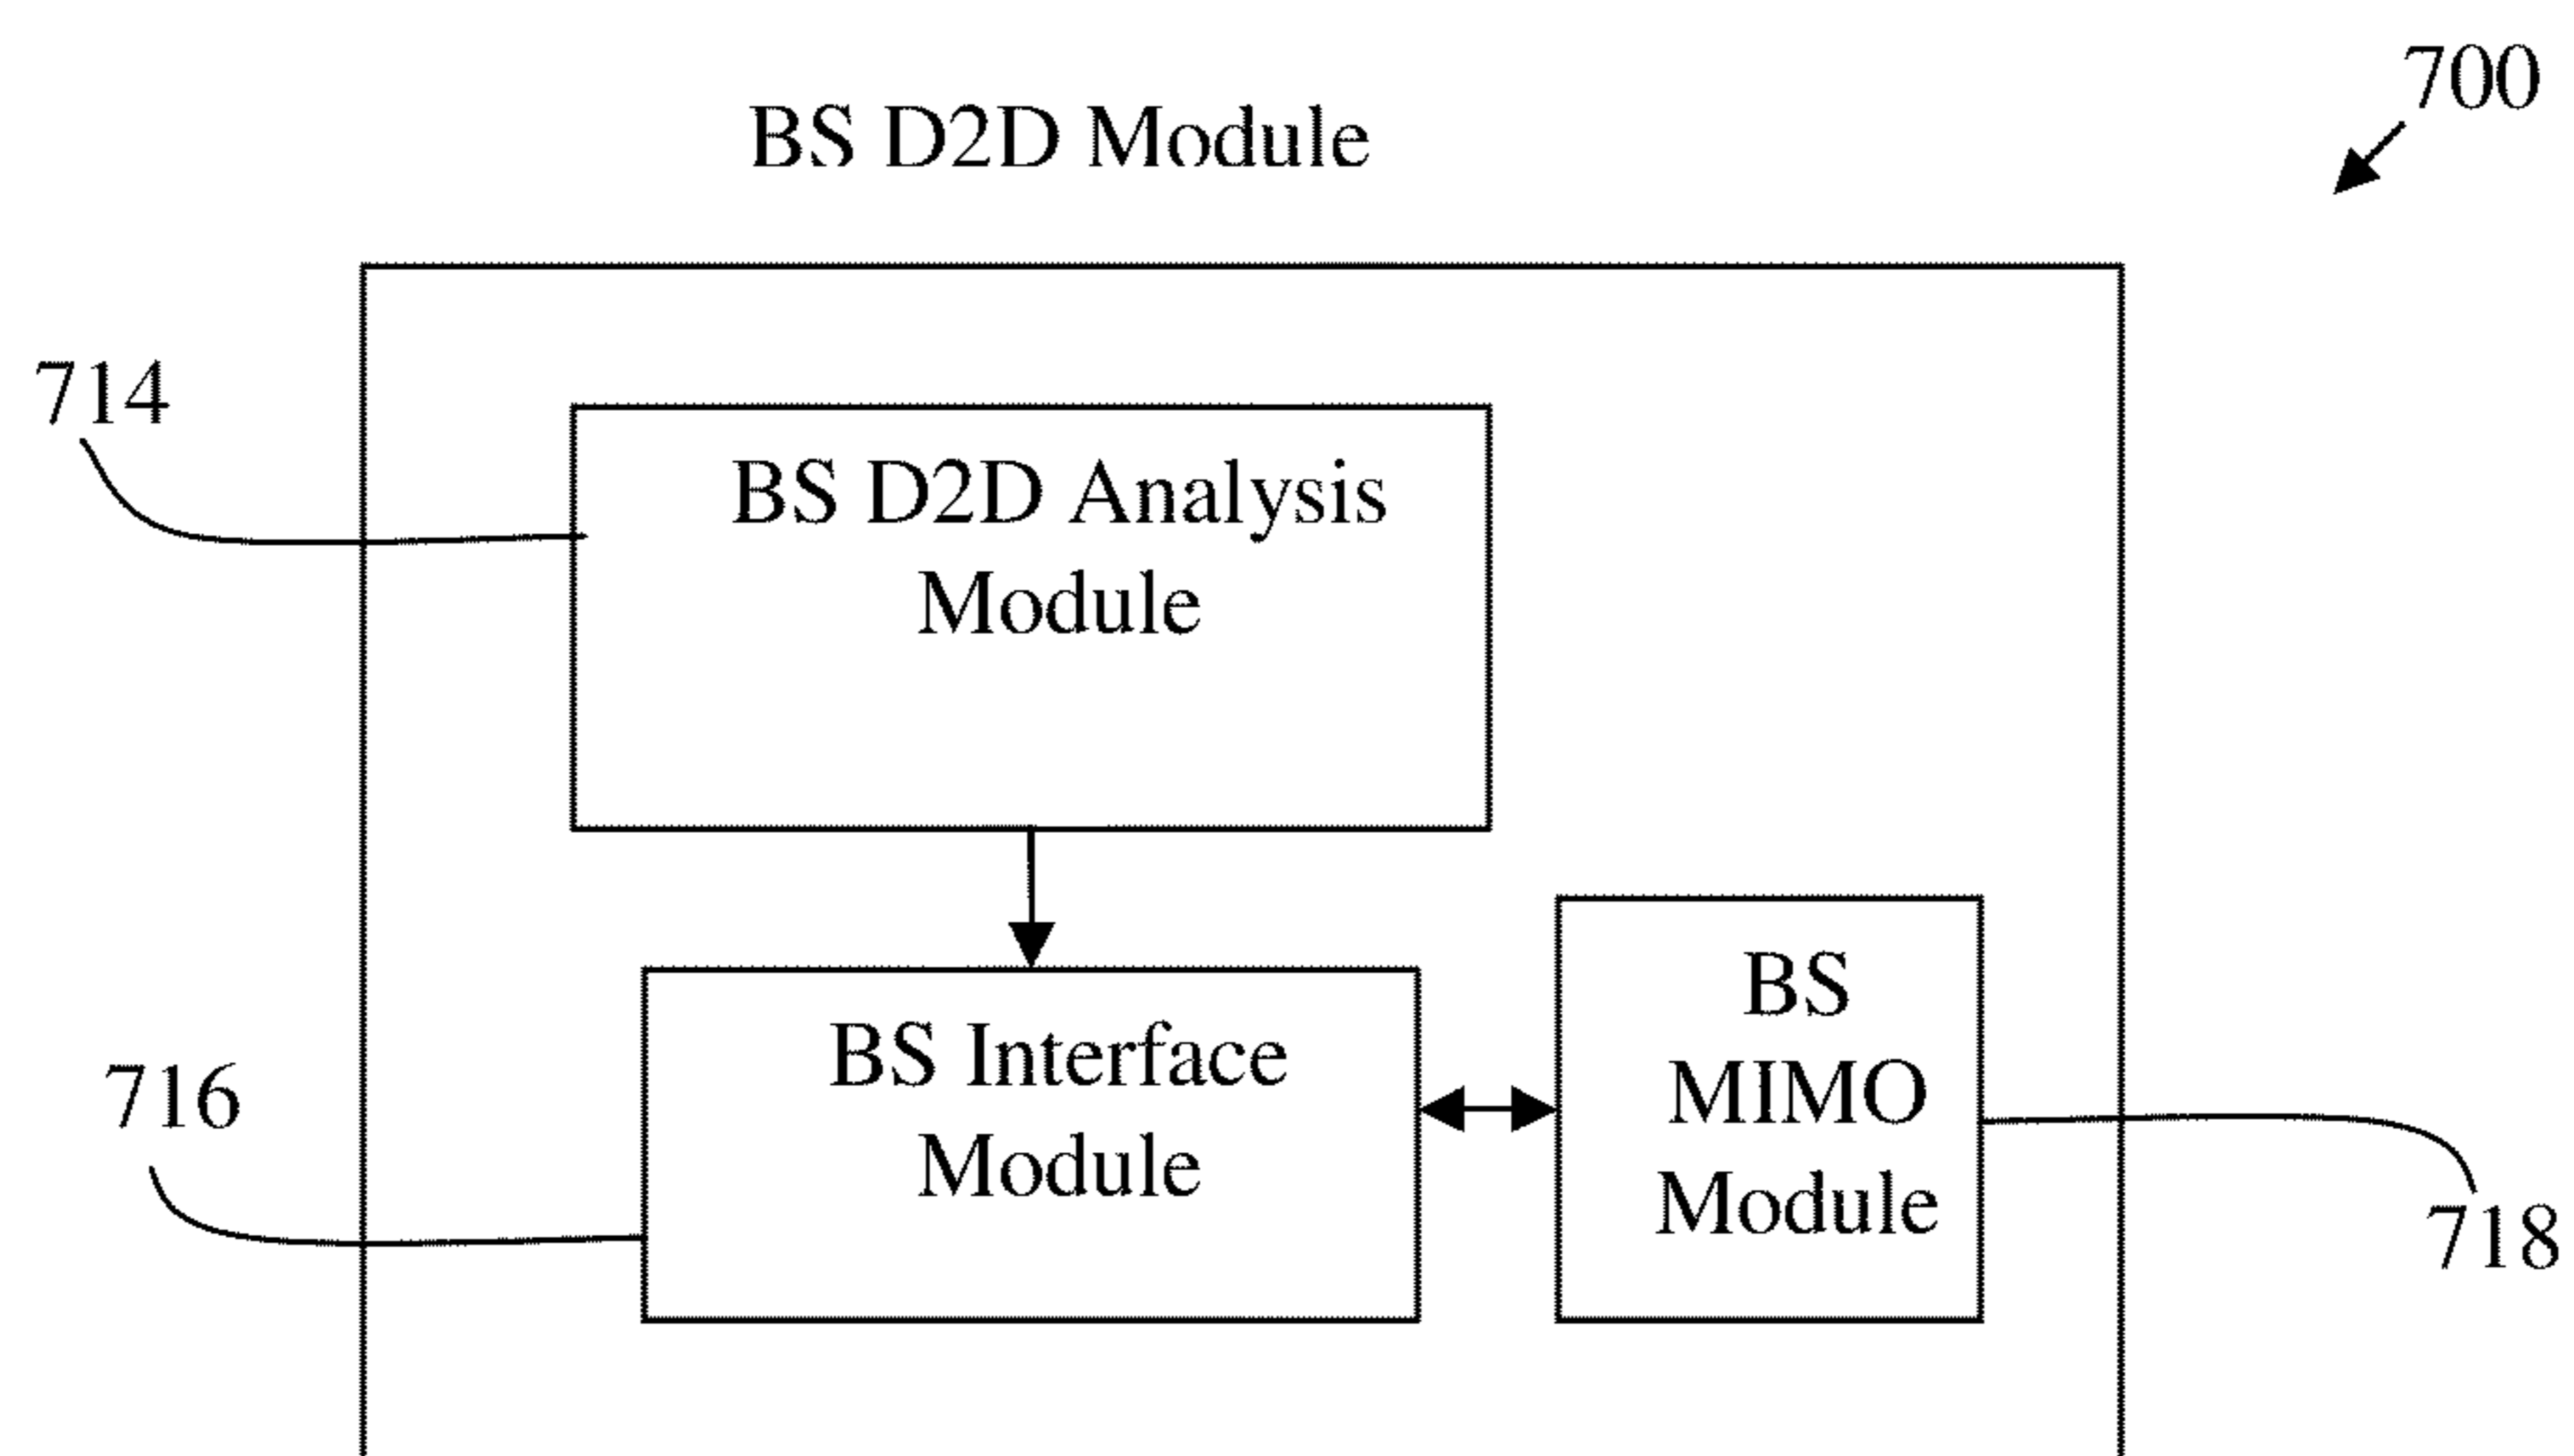 700
BS D2D Module
714
BS D2D Analysis
Module
BS Interface
Module
716
BS
MIMO
Module
718